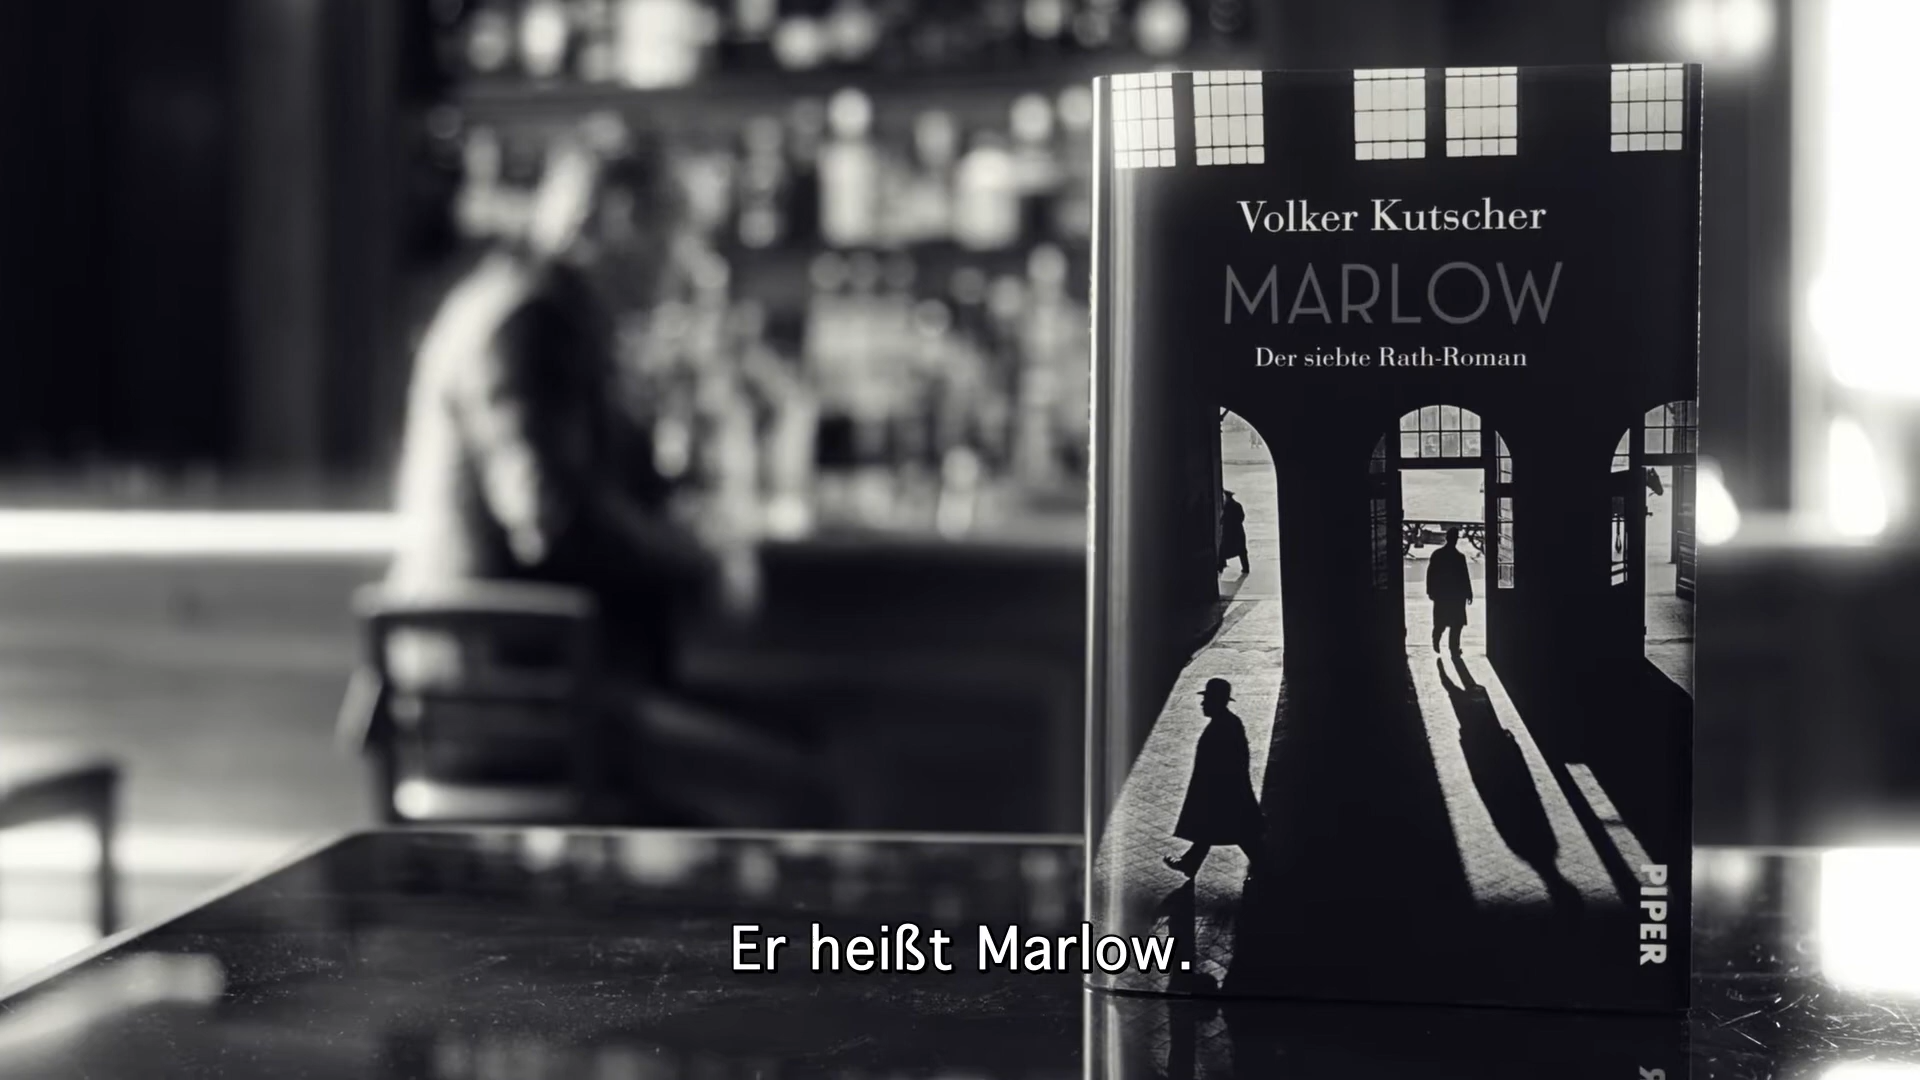 Volker Kutscher
MARLOW
Der siebte Rath-Roman
PIPER
Er heißt Marlow.